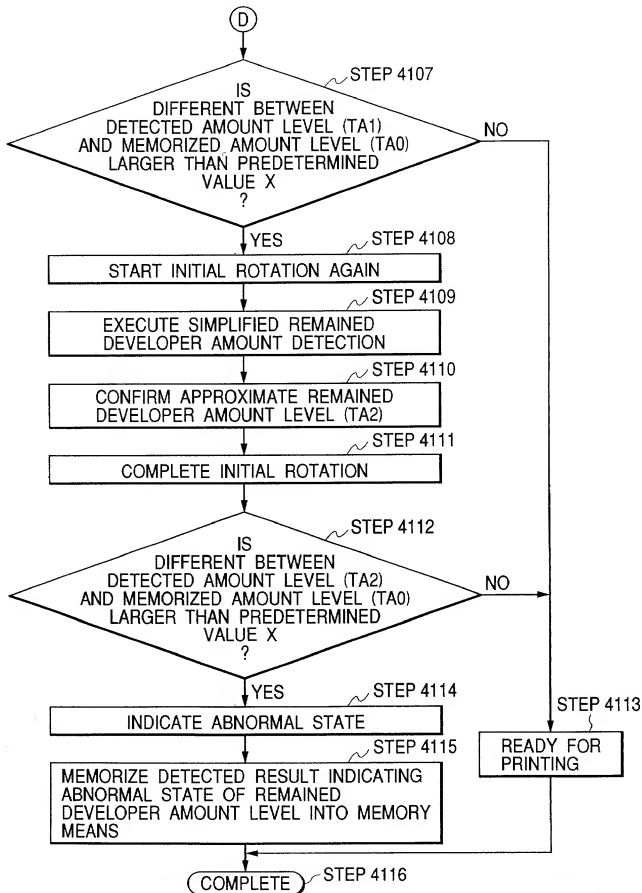 D
STEP 4107
IS
DIFFERENT BETWEEN
DETECTED AMOUNT LEVEL (TA1)
AND MEMORIZED AMOUNT LEVEL (TA0)
LARGER THAN PREDETERMINED
VALUE X
?
NO
YES
STEP 4108
START INITIAL ROTATION AGAIN
STEP 4109
EXECUTE SIMPLIFIED REMAINED
DEVELOPER AMOUNT DETECTION
STEP 4110
CONFIRM APPROXIMATE REMAINED
DEVELOPER AMOUNT LEVEL (TA2)
STEP 4111
COMPLETE INITIAL ROTATION
STEP 4112
IS
DIFFERENT BETWEEN
DETECTED AMOUNT LEVEL (TA2)
AND MEMORIZED AMOUNT LEVEL (TA0)
LARGER THAN PREDETERMINED
VALUE X
?
NO
YES
STEP 4114
INDICATE ABNORMAL STATE
STEP 4113
READY FOR
PRINTING
STEP 4115
MEMORIZE DETECTED RESULT INDICATING
ABNORMAL STATE OF REMAINED
DEVELOPER AMOUNT LEVEL INTO MEMORY
MEANS
COMPLETE
STEP 4116